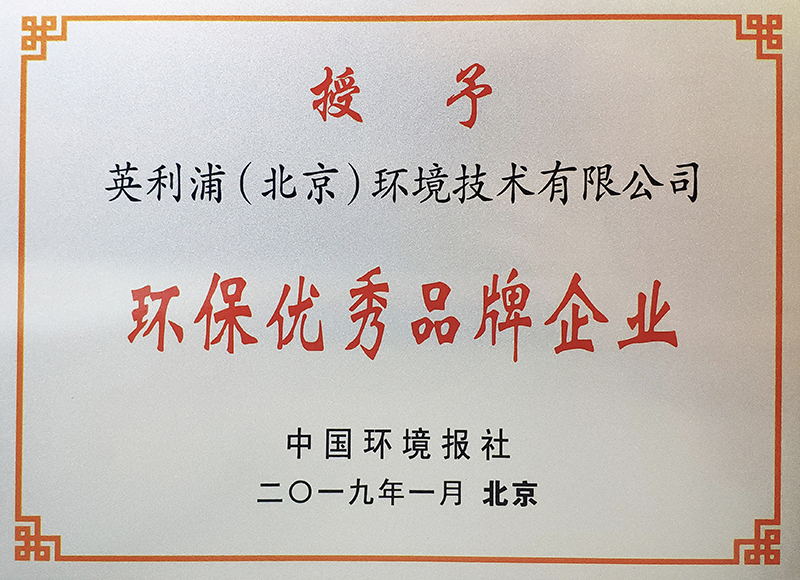 授予
英利浦（北京）环境技术有限公司
环保优秀品牌企业
中国环境报社
二〇一九年一月 北京